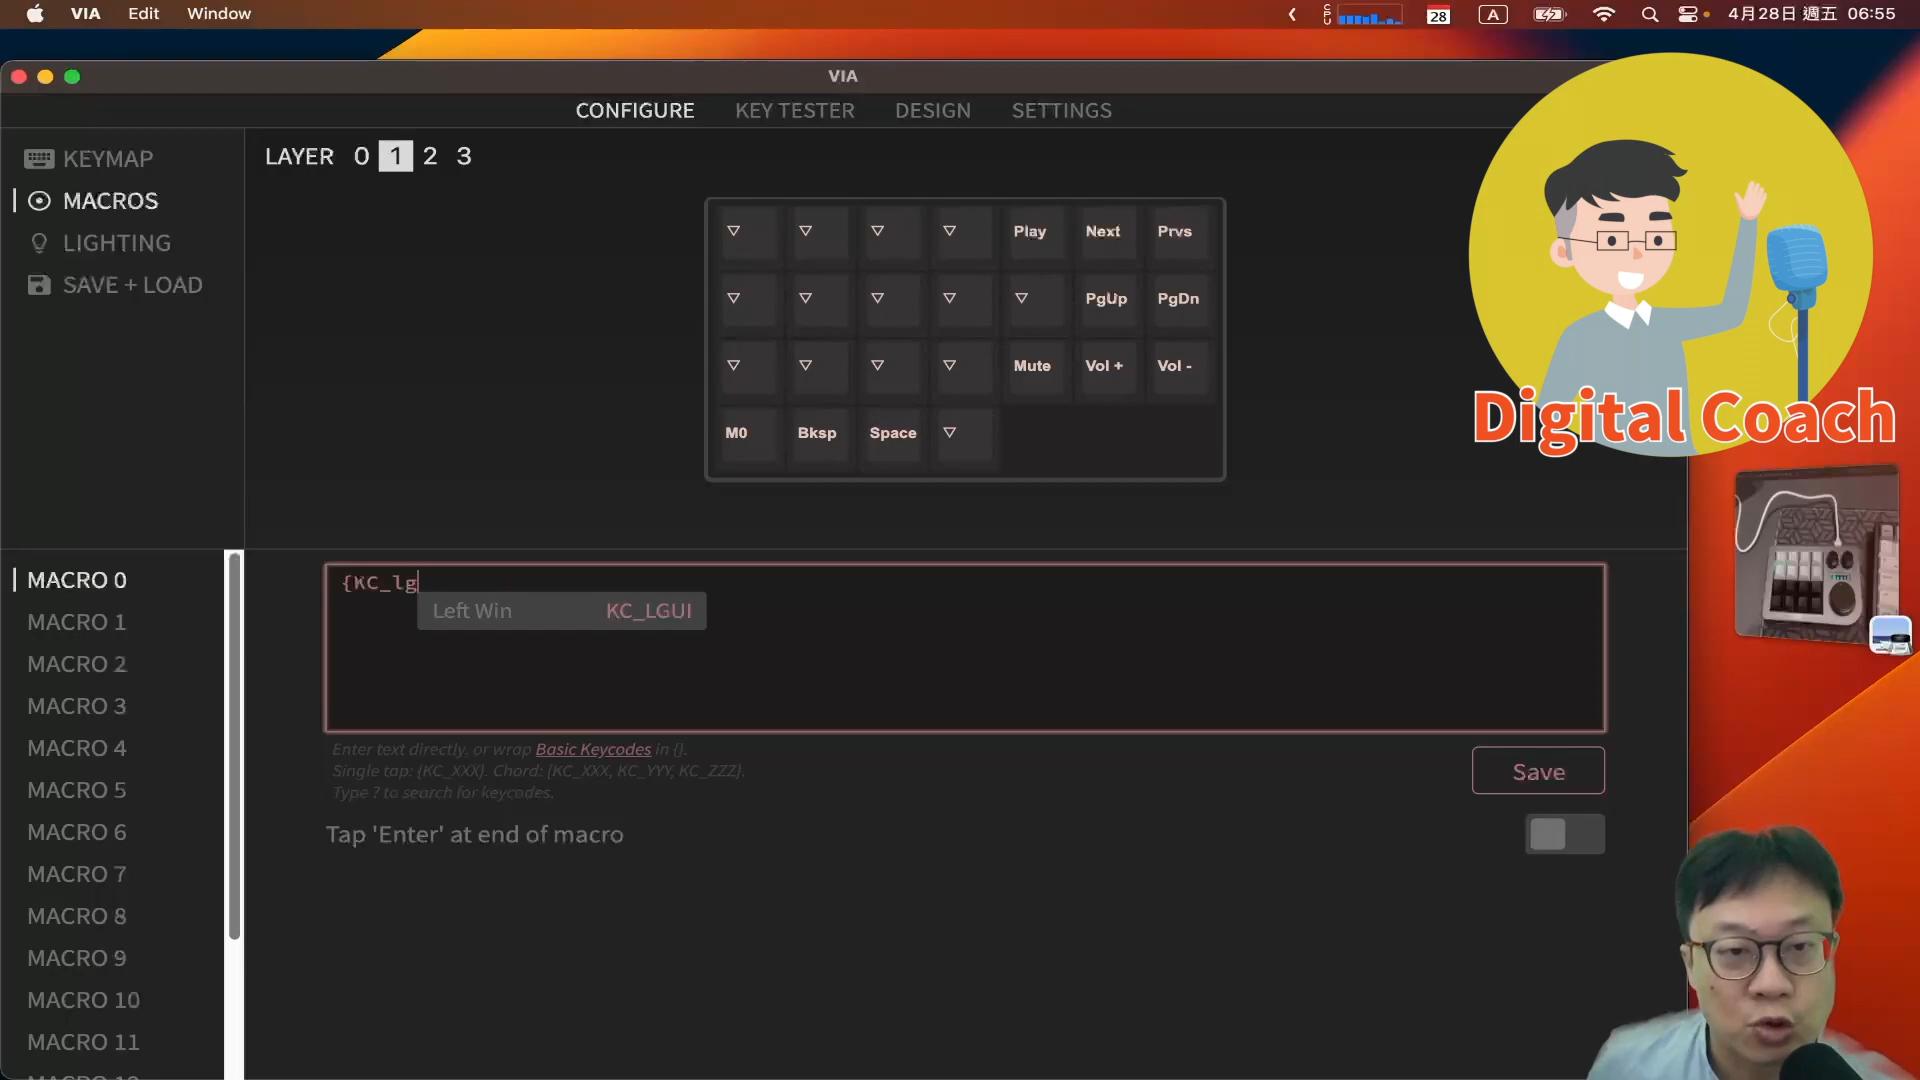 VIA Edit Window
CPU 28 A 4月28日 週五 06:55
VIA
CONFIGURE KEY TESTER DESIGN SETTINGS
KEYMAP
MACROS
LIGHTING
SAVE + LOAD
LAYER 0 1 2 3
▽ ▽ ▽ ▽ Play Next Prvs
▽ ▽ ▽ ▽ ▽ PgUp PgDn
▽ ▽ ▽ ▽ Mute Vol + Vol -
M0 Bksp Space ▽
Digital Coach
MACRO 0
MACRO 1
MACRO 2
MACRO 3
MACRO 4
MACRO 5
MACRO 6
MACRO 7
MACRO 8
MACRO 9
MACRO 10
MACRO 11
{KC_lg
Left Win KC_LGUI
Enter text directly, or wrap Basic Keycodes in {}.
Single tap: {KC_XXX}. Chord: {KC_XXX, KC_YYY, KC_ZZZ}.
Type ? to search for keycodes.
Save
Tap 'Enter' at end of macro